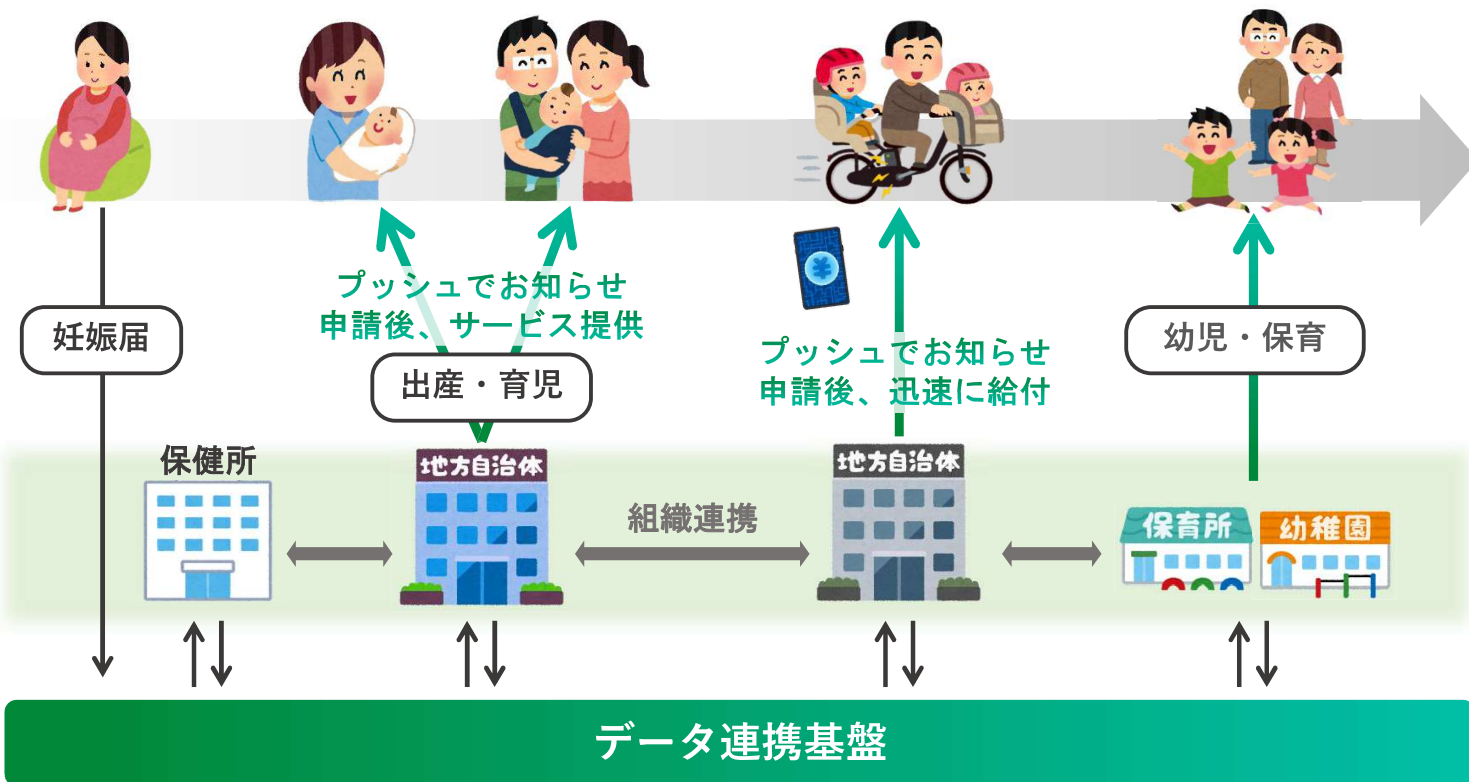 プッシュでお知らせ
申請後、サービス提供
妊娠届
出産・育児
プッシュでお知らせ
申請後、迅速に給付
幼児・保育
保健所
地方自治体
組織連携
地方自治体
保育所
幼稚園
¥
データ連携基盤